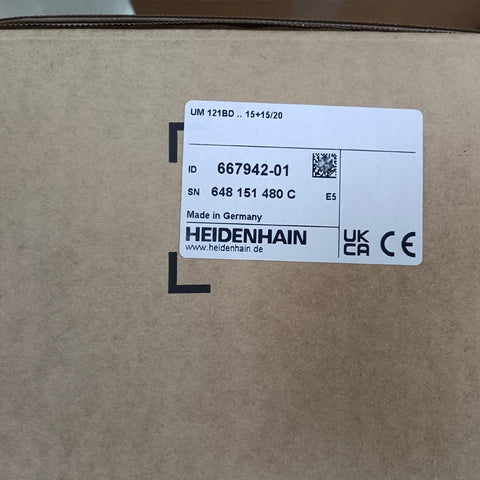 UM 121BD .. 15+15/20
ID 667942-01
SN 648 151 480 C E5
Made in Germany
HEIDENHAIN
www.heidenhain.de
UK
CA CE